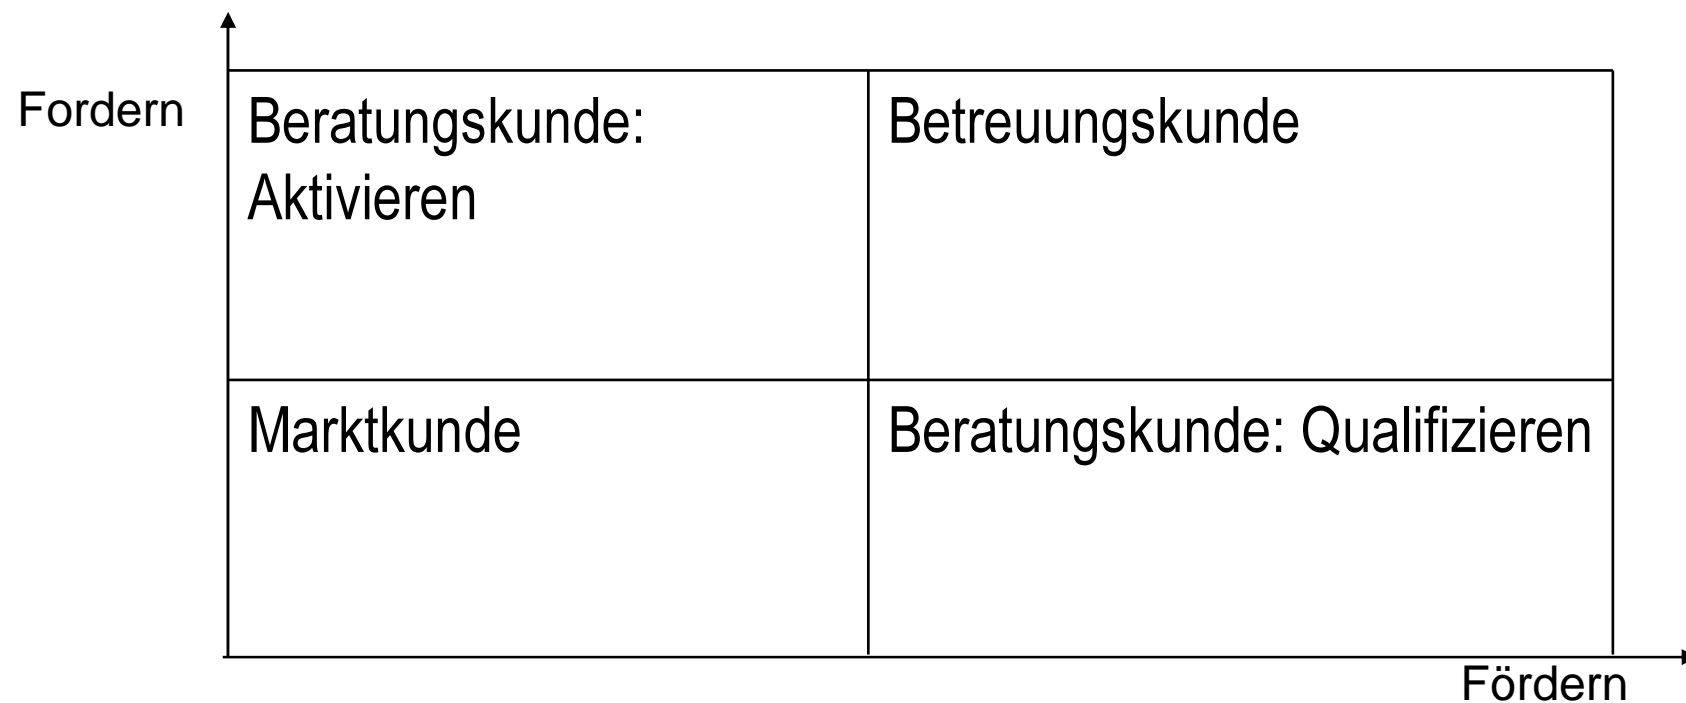 Fordern
Beratungskunde:
Aktivieren
Betreuungskunde
Marktkunde
Beratungskunde: Qualifizieren
Fördern